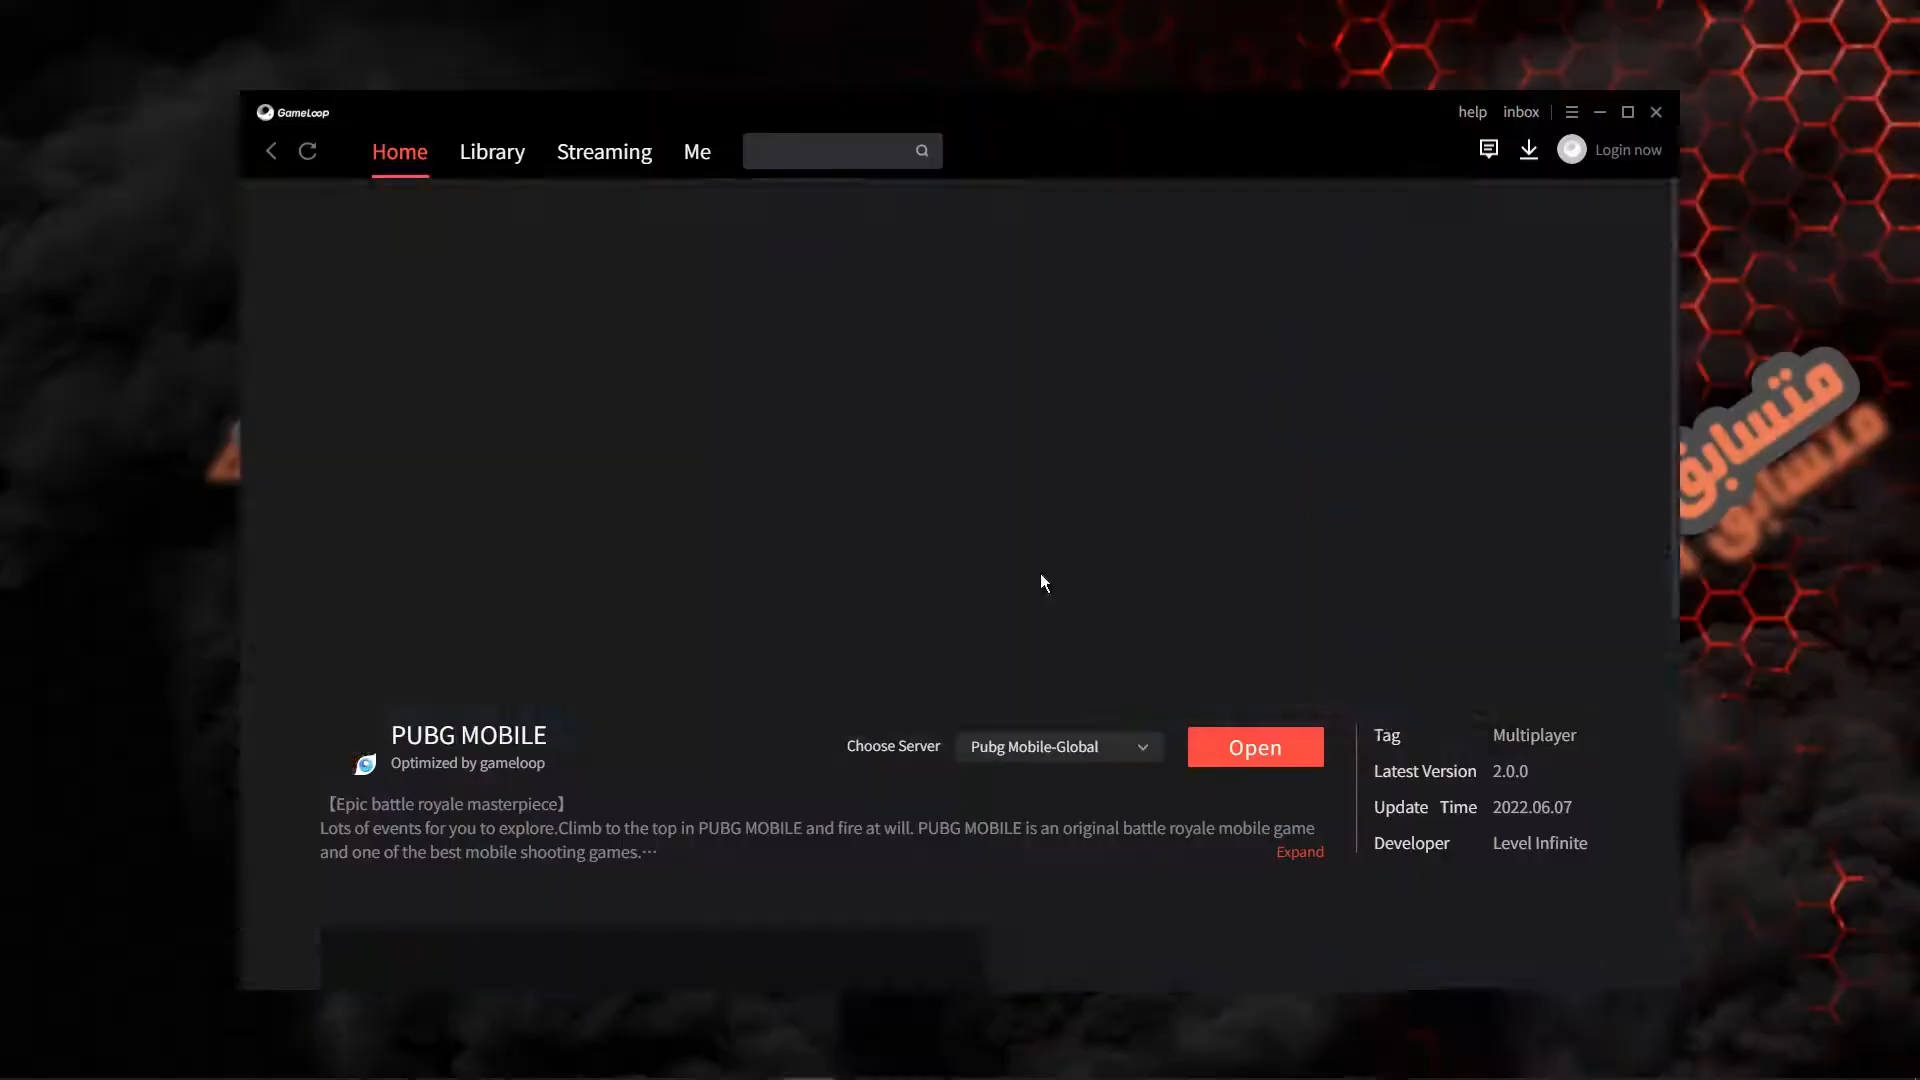 GameLoop
help inbox
Home Library Streaming Me
Login now
متسابق
متسابق
PUBG MOBILE
Optimized by gameloop
Choose Server Pubg Mobile-Global Open
【Epic battle royale masterpiece】
Lots of events for you to explore.Climb to the top in PUBG MOBILE and fire at will. PUBG MOBILE is an original battle royale mobile game
and one of the best mobile shooting games.…
Expand
Tag Multiplayer
Latest Version 2.0.0
Update Time 2022.06.07
Developer Level Infinite